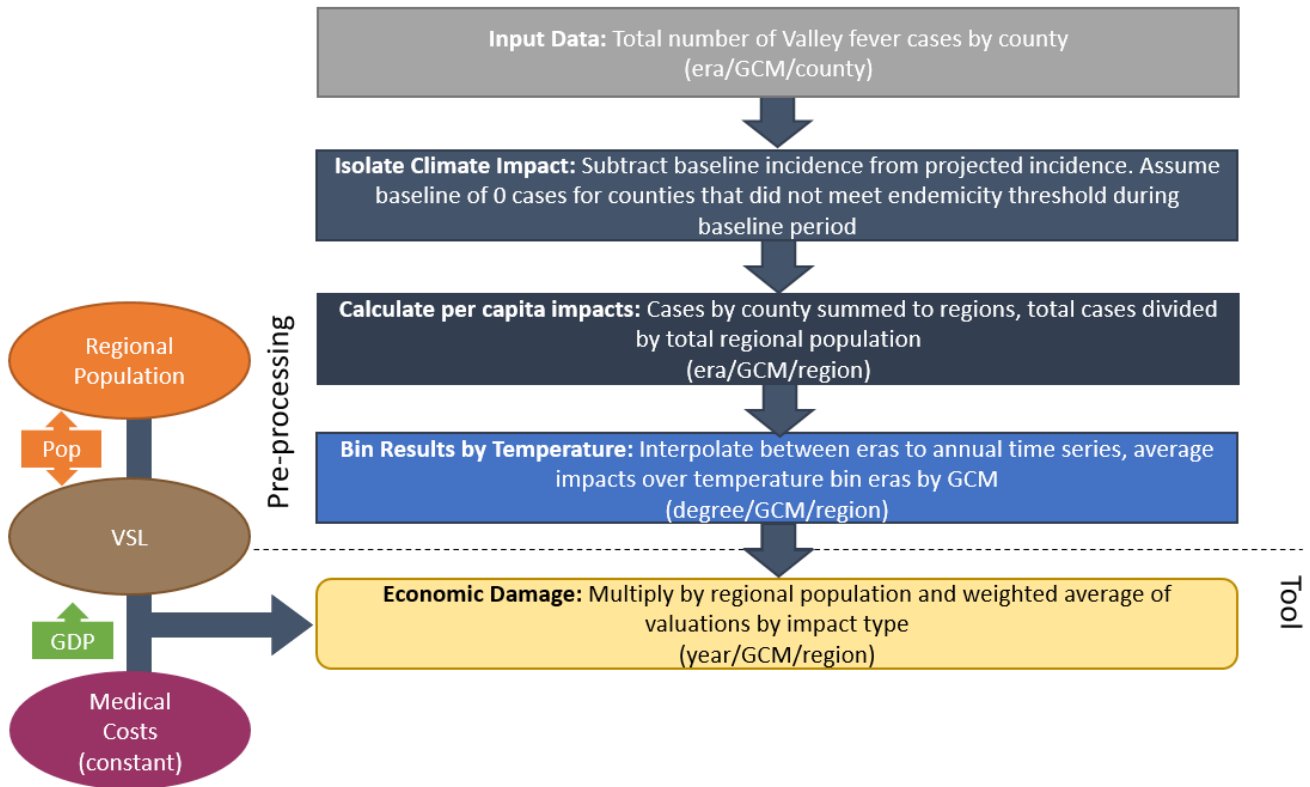 Input Data: Total number of Valley fever cases by county
(era/GCM/county)
Isolate Climate Impact: Subtract baseline incidence from projected incidence. Assume
baseline of 0 cases for counties that did not meet endemicity threshold during
baseline period
Calculate per capita impacts: Cases by county summed to regions, total cases divided
by total regional population
(era/GCM/region)
Bin Results by Temperature: Interpolate between eras to annual time series, average
impacts over temperature bin eras by GCM
(degree/GCM/region)
Economic Damage: Multiply by regional population and weighted average of
valuations by impact type
(year/GCM/region)
Pre-processing
Tool
Regional
Population
Pop
VSL
GDP
Medical
Costs
(constant)